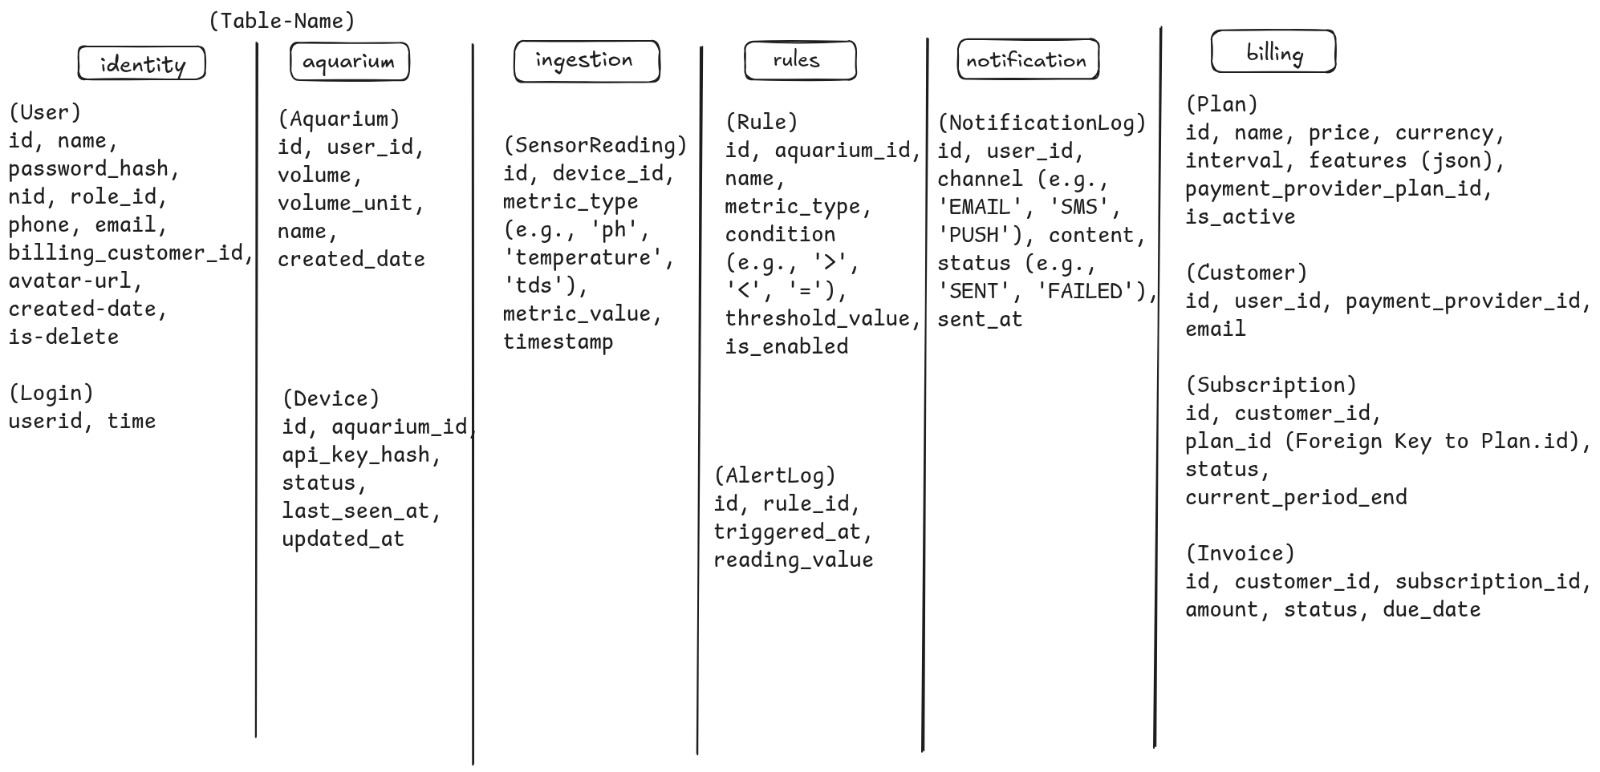 (Table-Name)
identity
(User)
id, name,
password_hash,
nid, role_id,
phone, email,
billing_customer_id,
avatar-url,
created-date,
is-delete
(Login)
userid, time
aquarium
(Aquarium)
id, user_id,
volume,
volume_unit,
name,
created_date
(Device)
id, aquarium_id,
api_key_hash,
status,
last_seen_at,
updated_at
ingestion
(SensorReading)
id, device_id,
metric_type
(e.g., 'ph',
'temperature',
'tds'),
metric_value,
timestamp
rules
(Rule)
id, aquarium_id,
name,
metric_type,
condition
(e.g., '>',
'<', '='),
threshold_value,
is_enabled
(AlertLog)
id, rule_id,
triggered_at,
reading_value
notification
(NotificationLog)
id, user_id,
channel (e.g.,
'EMAIL', 'SMS',
'PUSH'), content,
status (e.g.,
'SENT', 'FAILED'),
sent_at
billing
(Plan)
id, name, price, currency,
interval, features (json),
payment_provider_plan_id,
is_active
(Customer)
id, user_id, payment_provider_id,
email
(Subscription)
id, customer_id,
plan_id (Foreign Key to Plan.id),
status,
current_period_end
(Invoice)
id, customer_id, subscription_id,
amount, status, due_date